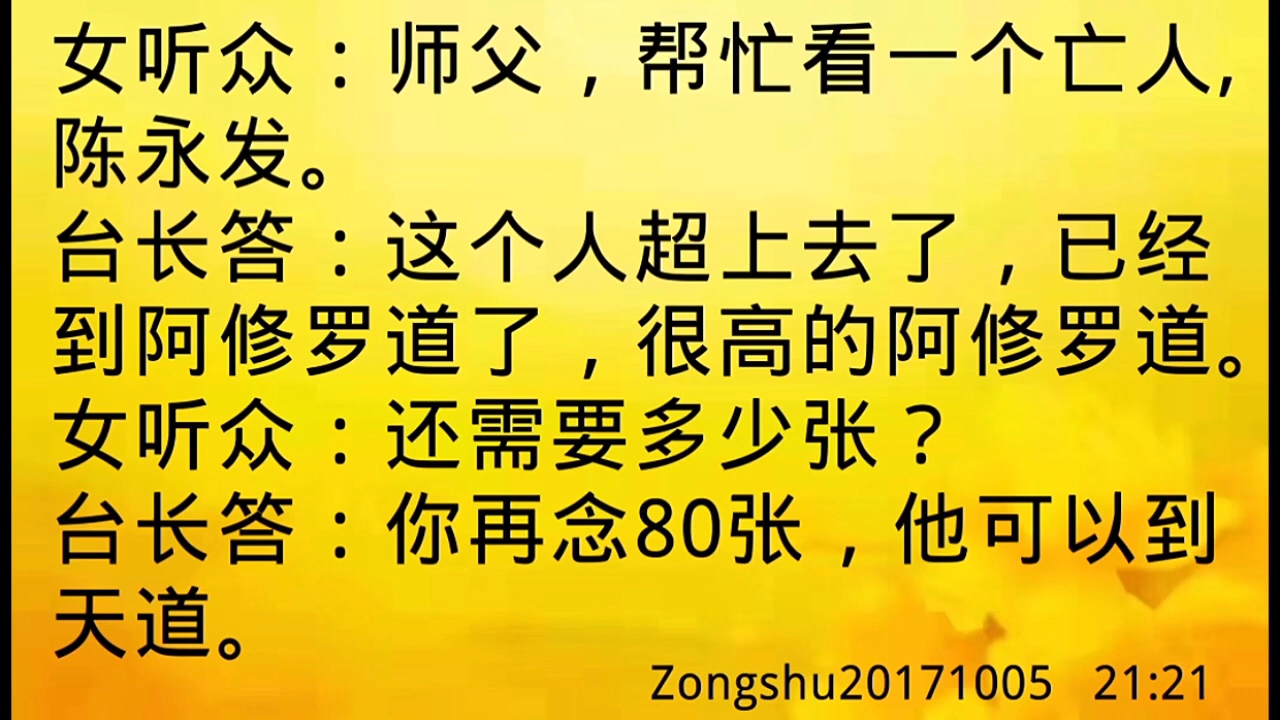 女听众：师父，帮忙看一个亡人，
陈永发。
台长答：这个人超上去了，已经
到阿修罗道了，很高的阿修罗道。
女听众：还需要多少张？
台长答：你再念80张，他可以到
天道。
Zongshu20171005 21:21